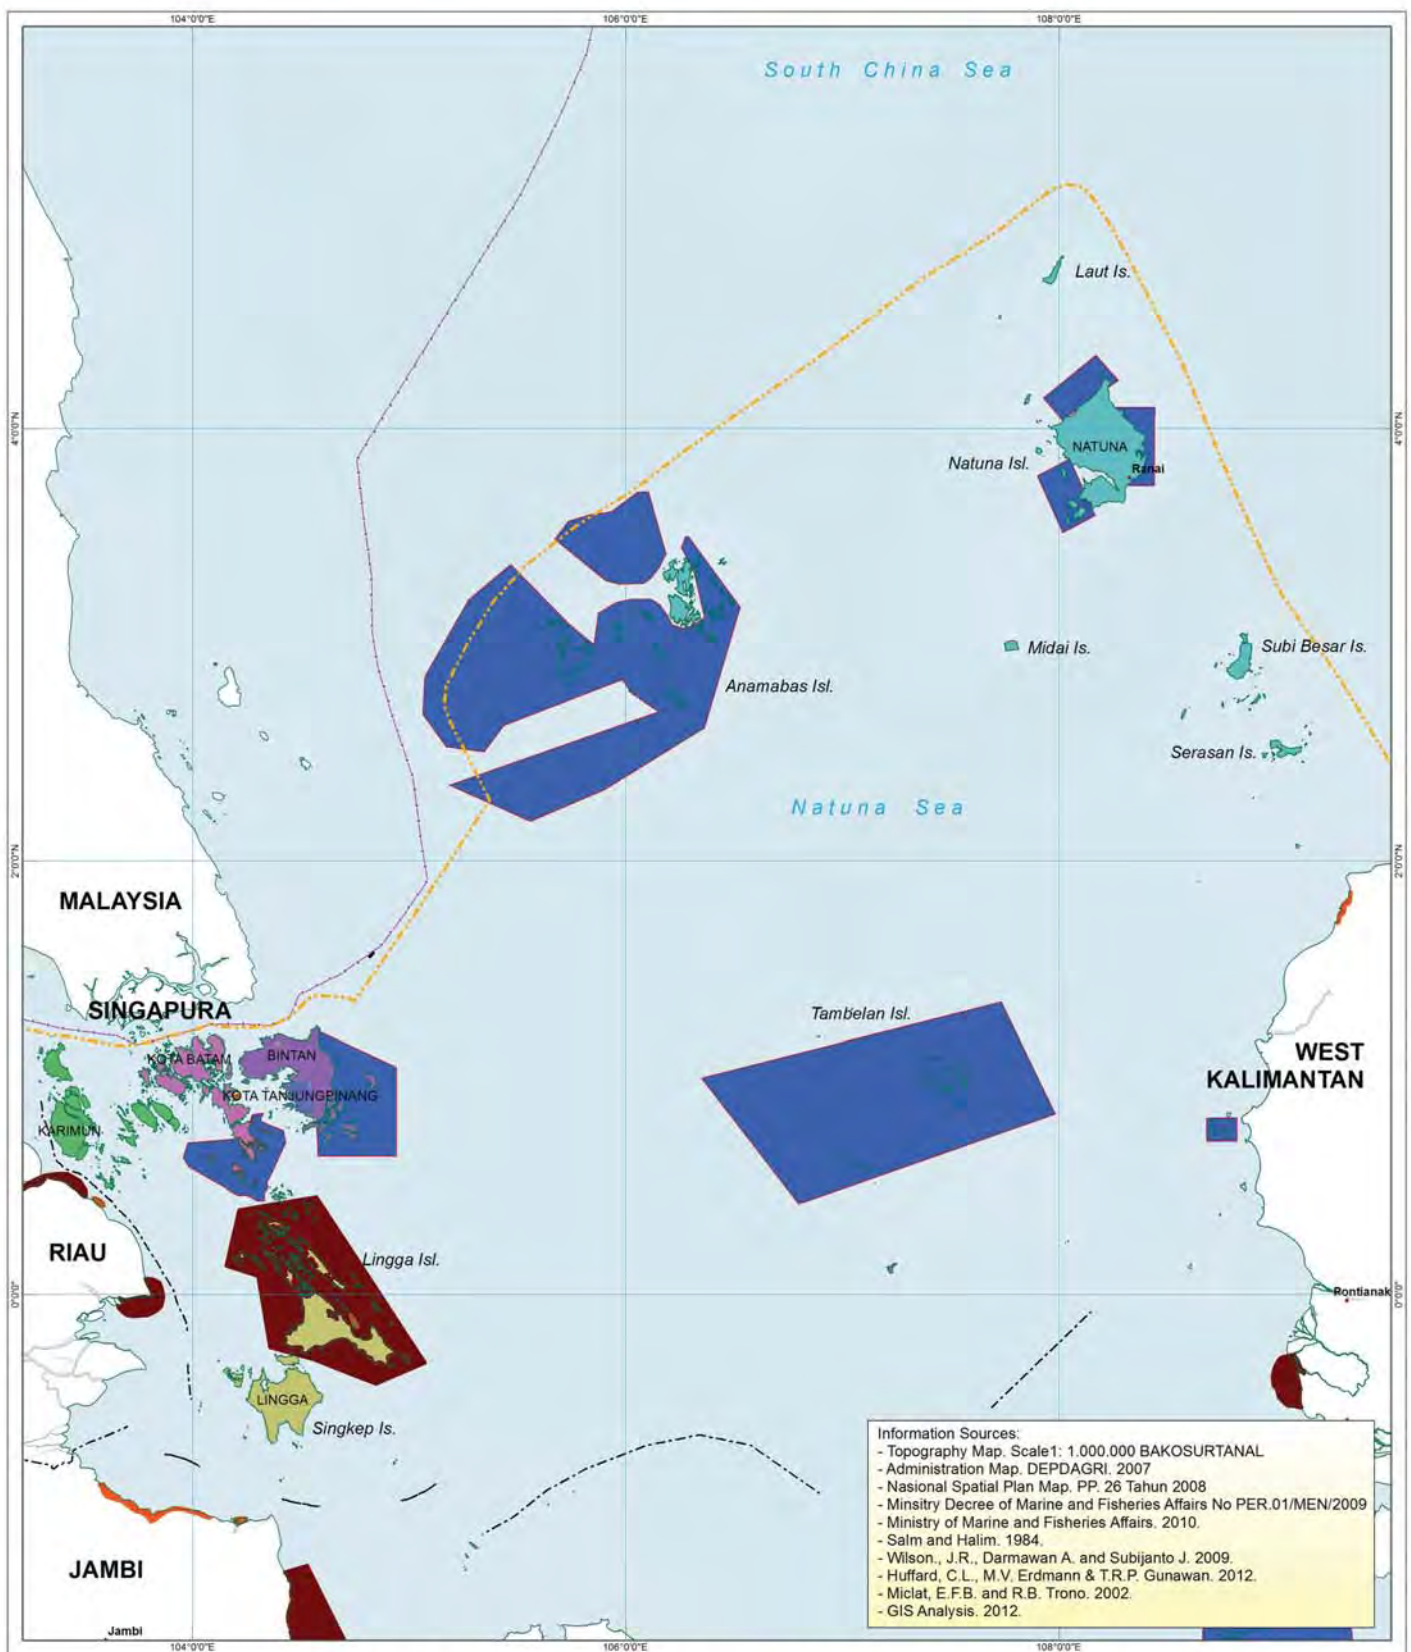 104°0'0"E
106°0'0"E
108°0'0"E
South China Sea
Laut Is.
4°0'0"N
4°0'0"N
NATUNA
Natuna Isl.
Ranai
Midai Is.
Subi Besar Is.
Anamabas Isl.
Serasan Is.
Natuna Sea
2°0'0"N
2°0'0"N
MALAYSIA
SINGAPURA
Tambelan Isl.
KOTA BATAM
BINTAN
WEST
KALIMANTAN
KOTA TANJUNGPINANG
KARIMUN
RIAU
Lingga Isl.
0°0'0"
0°0'0"
Pontianak
LINGGA
Singkep Is.
JAMBI
Jambi
Information Sources:
- Topography Map. Scale1: 1.000.000 BAKOSURTANAL
- Administration Map. DEPDAGRI. 2007
- Nasional Spatial Plan Map. PP. 26 Tahun 2008
- Minsitry Decree of Marine and Fisheries Affairs No PER.01/MEN/2009
- Ministry of Marine and Fisheries Affairs. 2010.
- Salm and Halim. 1984.
- Wilson., J.R., Darmawan A. and Subijanto J. 2009.
- Huffard, C.L., M.V. Erdmann & T.R.P. Gunawan. 2012.
- Miclat, E.F.B. and R.B. Trono. 2002.
- GIS Analysis. 2012.
104°0'0"E
106°0'0"E
108°0'0"E